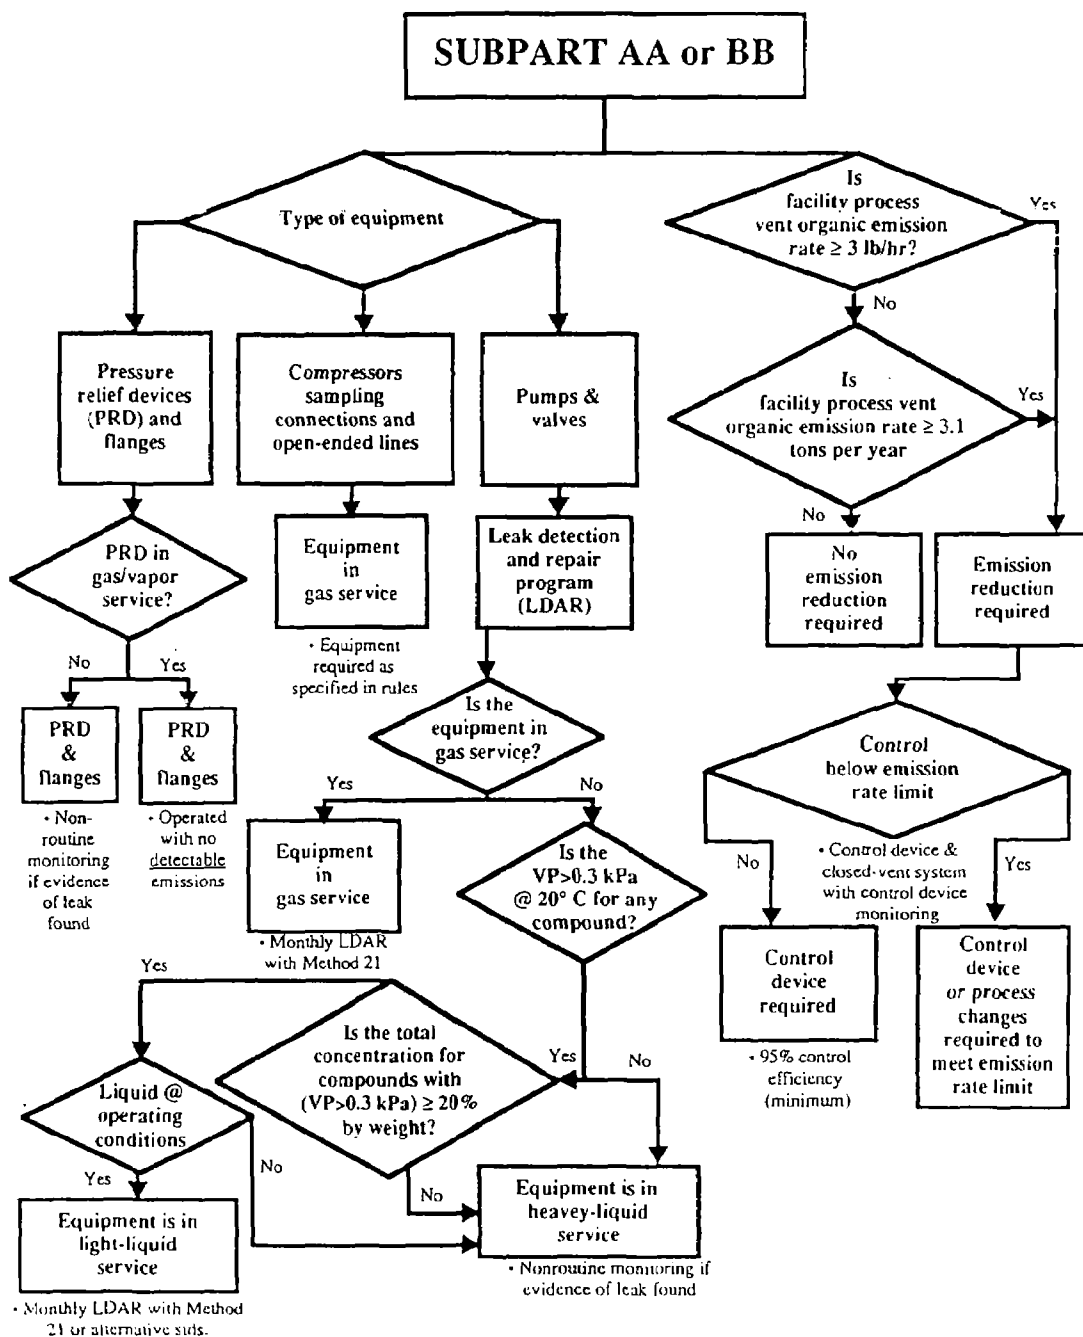 SUBPART AA or BB
Type of equipment
Is
facility process
vent organic emission
rate ≥ 3 lb/hr?
Yes
No
Pressure
relief devices
(PRD) and
flanges
Compressors
sampling
connections and
open-ended lines
Pumps &
valves
Is
facility process vent
organic emission rate ≥ 3.1
tons per year
Yes
No
PRD in
gas/vapor
service?
Equipment
in
gas service
• Equipment
required as
specified in rules
Leak detection
and repair
program
(LDAR)
No
emission
reduction
required
Emission
reduction
required
No
Yes
PRD
&
flanges
• Non-
routine
monitoring
if evidence
of leak
found
PRD
&
flanges
• Operated
with no
detectable
emissions
Is the
equipment in
gas service?
Yes
No
Control
below emission
rate limit
No
• Control device &
closed-vent system
with control device
monitoring
Yes
Equipment
in
gas service
• Monthly LDAR
with Method 21
Is the
VP>0.3 kPa
@ 20° C for any
compound?
Control
device
required
• 95% control
efficiency
(minimum)
Control
device
or process
changes
required to
meet emission
rate limit
Yes
Is the total
concentration for
compounds with
(VP>0.3 kPa) ≥ 20%
by weight?
Yes
No
Liquid @
operating
conditions
Yes
No
No
Equipment is in
light-liquid
service
• Monthly LDAR with Method
21 or alternative stds.
Equipment is in
heavey-liquid
service
• Nonroutine monitoring if
evidence of leak found